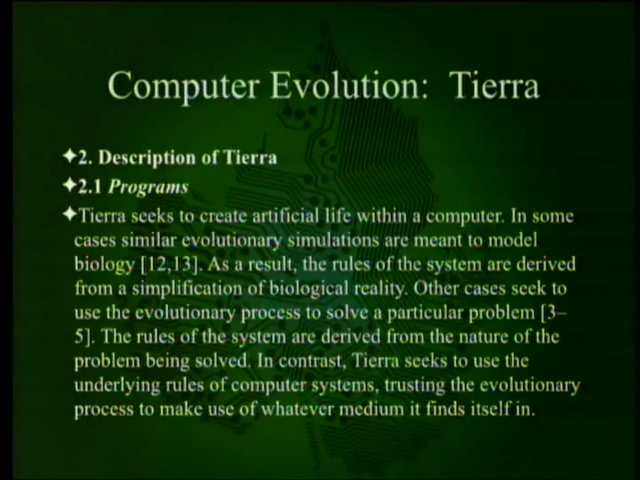 Computer Evolution: Tierra
✦2. Description of Tierra
✦2.1 Programs
✦Tierra seeks to create artificial life within a computer. In some
cases similar evolutionary simulations are meant to model
biology [12,13]. As a result, the rules of the system are derived
from a simplification of biological reality. Other cases seek to
use the evolutionary process to solve a particular problem [3–
5]. The rules of the system are derived from the nature of the
problem being solved. In contrast, Tierra seeks to use the
underlying rules of computer systems, trusting the evolutionary
process to make use of whatever medium it finds itself in.